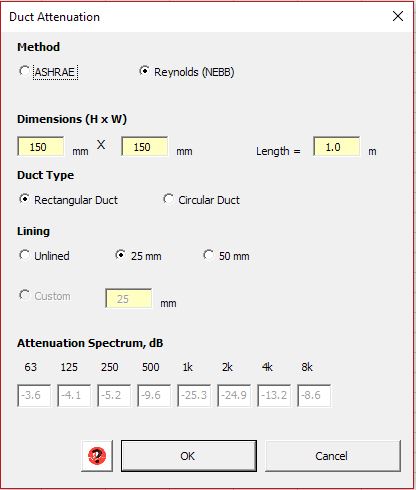 Duct Attenuation
Method
ASHRAE Reynolds (NEBB)
Dimensions (H x W)
150 mm X 150 mm Length = 1.0 m
Duct Type
Rectangular Duct Circular Duct
Lining
Unlined 25 mm 50 mm
Custom 25 mm
Attenuation Spectrum, dB
63 125 250 500 1k 2k 4k 8k
-3.6 -4.1 -5.2 -9.6 -25.3 -24.9 -13.2 -8.6
? OK Cancel